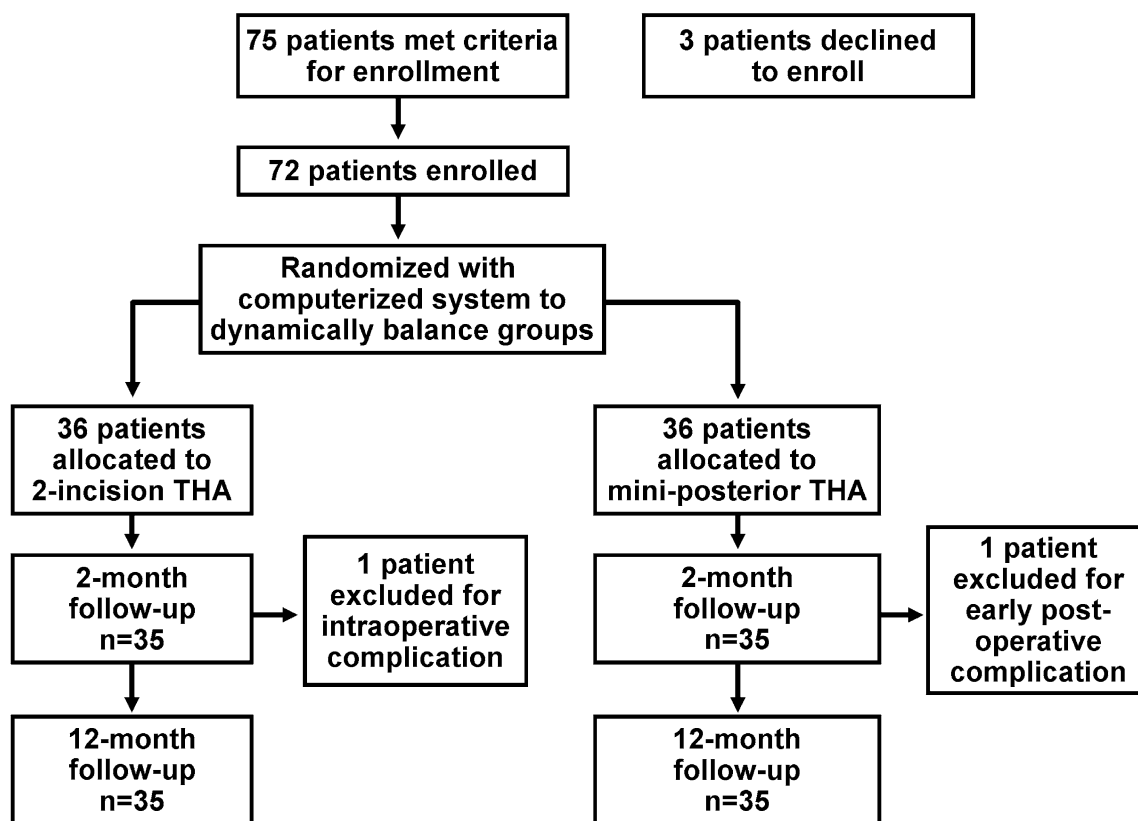 75 patients met criteria
for enrollment
3 patients declined
to enroll
72 patients enrolled
Randomized with
computerized system to
dynamically balance groups
36 patients
allocated to
2-incision THA
36 patients
allocated to
mini-posterior THA
2-month
follow-up
n=35
1 patient
excluded for
intraoperative
complication
2-month
follow-up
n=35
1 patient
excluded for
early post-
operative
complication
12-month
follow-up
n=35
12-month
follow-up
n=35